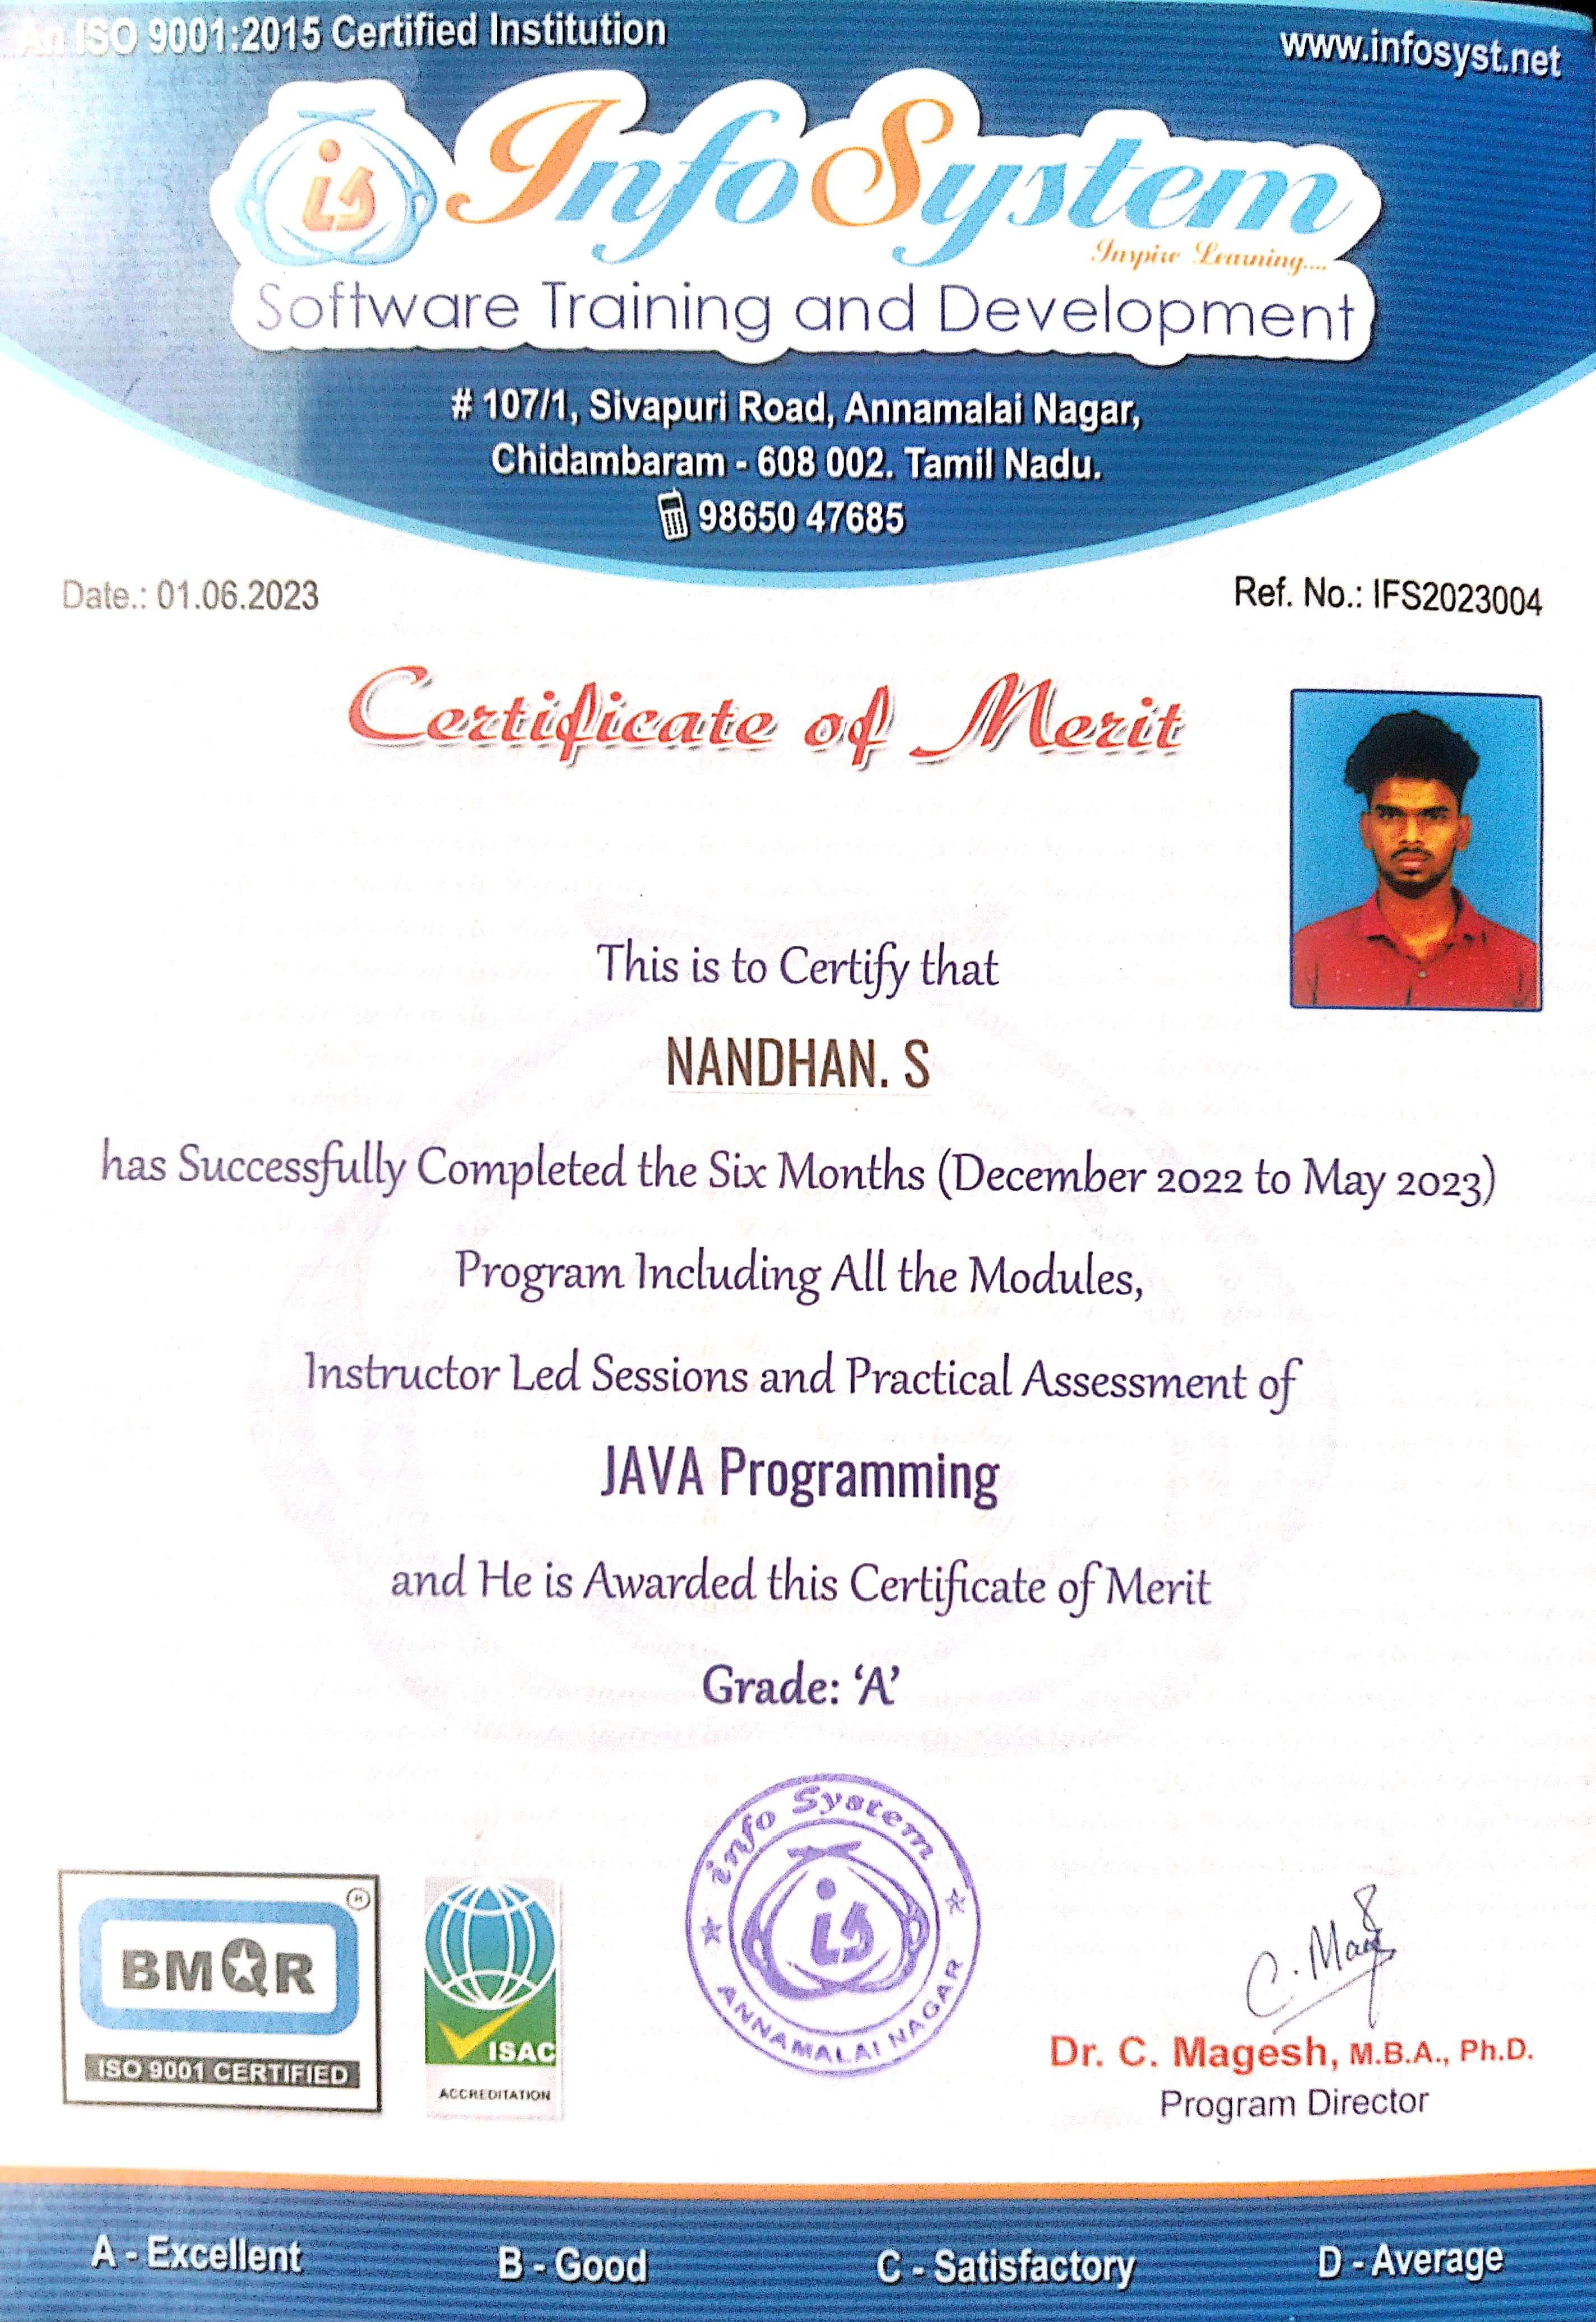 An ISO 9001:2015 Certified Institution
www.infosyst.net
is InfoSystem
Inspire Learning....
Software Training and Development
# 107/1, Sivapuri Road, Annamalai Nagar,
Chidambaram - 608 002. Tamil Nadu.
98650 47685
Date.: 01.06.2023
Ref. No.: IFS2023004
Certificate of Merit
This is to Certify that
NANDHAN. S
has Successfully Completed the Six Months (December 2022 to May 2023)
Program Including All the Modules,
Instructor Led Sessions and Practical Assessment of
JAVA Programming
and He is Awarded this Certificate of Merit
Grade: ‘A’
BMQR
®
ISO 9001 CERTIFIED
ISAC
ACCREDITATION
info System
is
ANNAMALAI NAGAR
Dr. C. Magesh, M.B.A., Ph.D.
Program Director
A - Excellent
B - Good
C - Satisfactory
D - Average